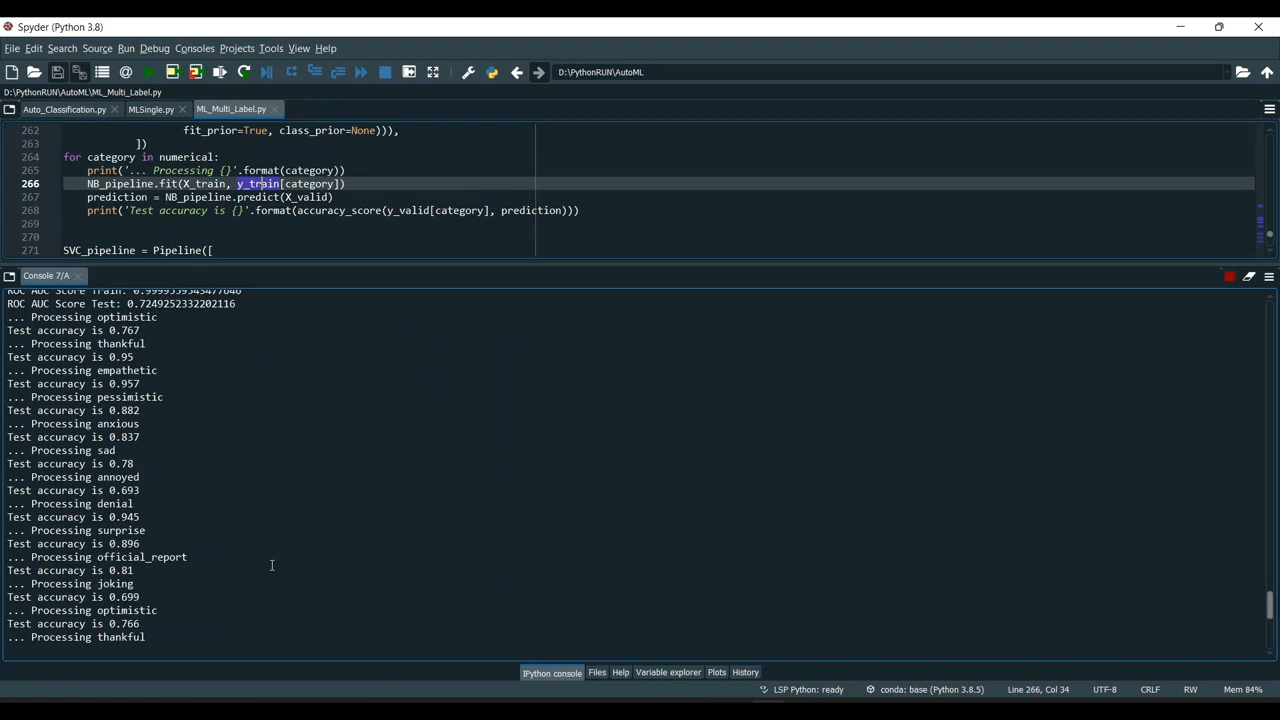 Spyder (Python 3.8)
File Edit Search Source Run Debug Consoles Projects Tools View Help
D:\PythonRUN\AutoML
D:\PythonRUN\AutoML\ML_Multi_Label.py
Auto_Classification.py MLSingle.py ML_Multi_Label.py
262 fit_prior=True, class_prior=None))),
263 ])
264 for category in numerical:
265 print('... Processing {}'.format(category))
266 NB_pipeline.fit(X_train, y_train[category])
267 prediction = NB_pipeline.predict(X_valid)
268 print('Test accuracy is {}'.format(accuracy_score(y_valid[category], prediction)))
269
270
271 SVC_pipeline = Pipeline([
Console 7/A
ROC AUC Score Train: 0.9999559543477646
ROC AUC Score Test: 0.7249252332202116
... Processing optimistic
Test accuracy is 0.767
... Processing thankful
Test accuracy is 0.95
... Processing empathetic
Test accuracy is 0.957
... Processing pessimistic
Test accuracy is 0.882
... Processing anxious
Test accuracy is 0.837
... Processing sad
Test accuracy is 0.78
... Processing annoyed
Test accuracy is 0.693
... Processing denial
Test accuracy is 0.945
... Processing surprise
Test accuracy is 0.896
... Processing official_report
Test accuracy is 0.81
... Processing joking
Test accuracy is 0.699
... Processing optimistic
Test accuracy is 0.766
... Processing thankful
IPython console Files Help Variable explorer Plots History
LSP Python: ready conda: base (Python 3.8.5) Line 266, Col 34 UTF-8 CRLF RW Mem 84%